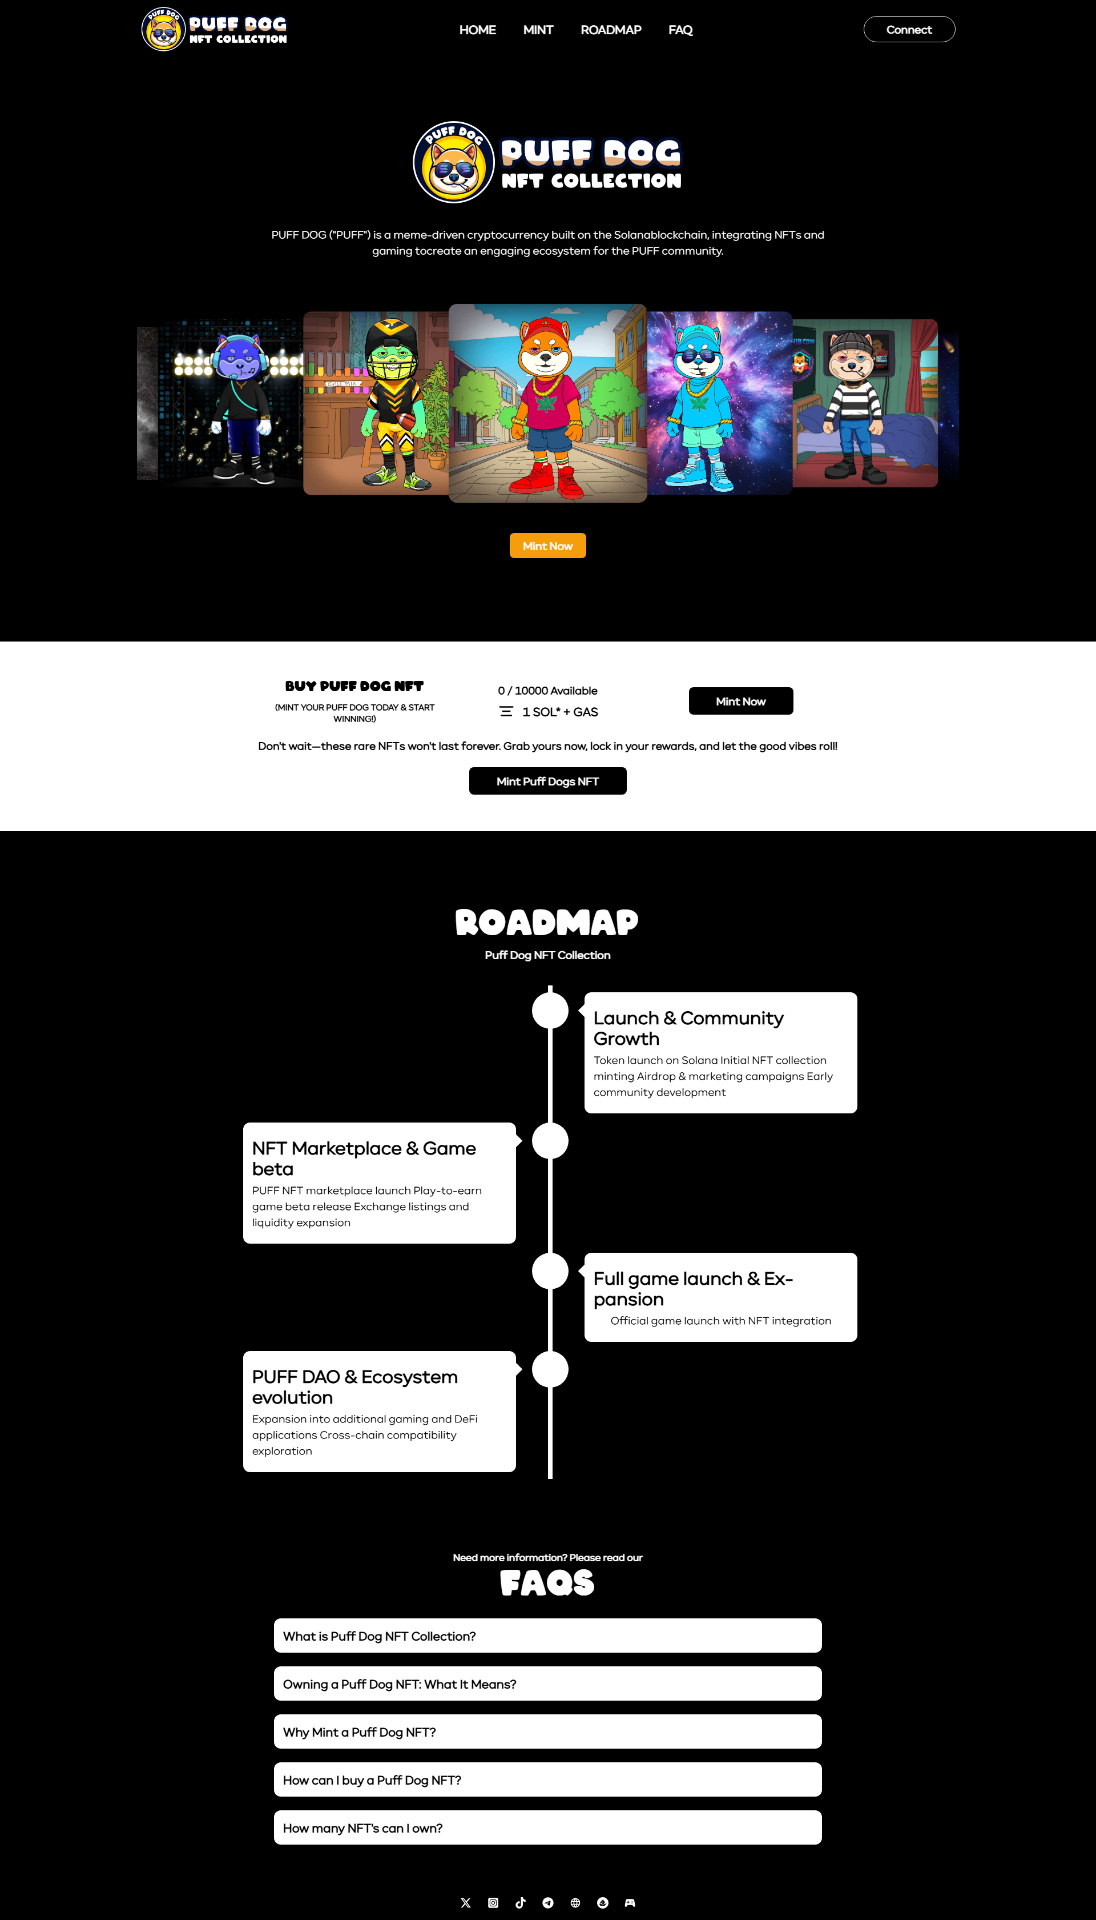 PUFF DOG
PUFF DOG
NFT COLLECTION
HOME
MINT
ROADMAP
FAQ
Connect
PUFF DOG
PUFF DOG
NFT COLLECTION
PUFF DOG ("PUFF") is a meme-driven cryptocurrency built on the Solanablockchain, integrating NFTs and
gaming tocreate an engaging ecosystem for the PUFF community.
Mint Now
BUY PUFF DOG NFT
(MINT YOUR PUFF DOG TODAY & START
WINNING!)
0 / 10000 Available
1 SOL* + GAS
Mint Now
Don't wait—these rare NFTs won't last forever. Grab yours now, lock in your rewards, and let the good vibes roll!
Mint Puff Dogs NFT
ROADMAP
Puff Dog NFT Collection
Launch & Community
Growth
Token launch on Solana Initial NFT collection
minting Airdrop & marketing campaigns Early
community development
NFT Marketplace & Game
beta
PUFF NFT marketplace launch Play-to-earn
game beta release Exchange listings and
liquidity expansion
Full game launch & Ex-
pansion
Official game launch with NFT integration
PUFF DAO & Ecosystem
evolution
Expansion into additional gaming and DeFi
applications Cross-chain compatibility
exploration
Need more information? Please read our
FAQS
What is Puff Dog NFT Collection?
Owning a Puff Dog NFT: What It Means?
Why Mint a Puff Dog NFT?
How can I buy a Puff Dog NFT?
How many NFT's can I own?